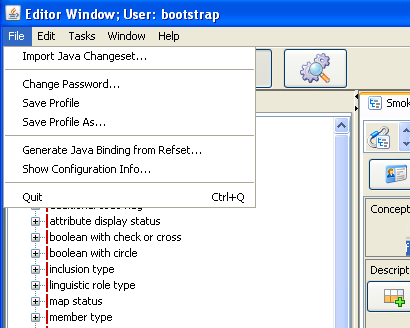 Editor Window; User: bootstrap
File Edit Tasks Window Help
Import Java Changeset...
Change Password...
Save Profile
Save Profile As...
Generate Java Binding from Refset...
Show Configuration Info...
Quit Ctrl+Q
attribute display status
boolean with check or cross
boolean with circle
inclusion type
linguistic role type
map status
member type
Smok
Concept
Descript